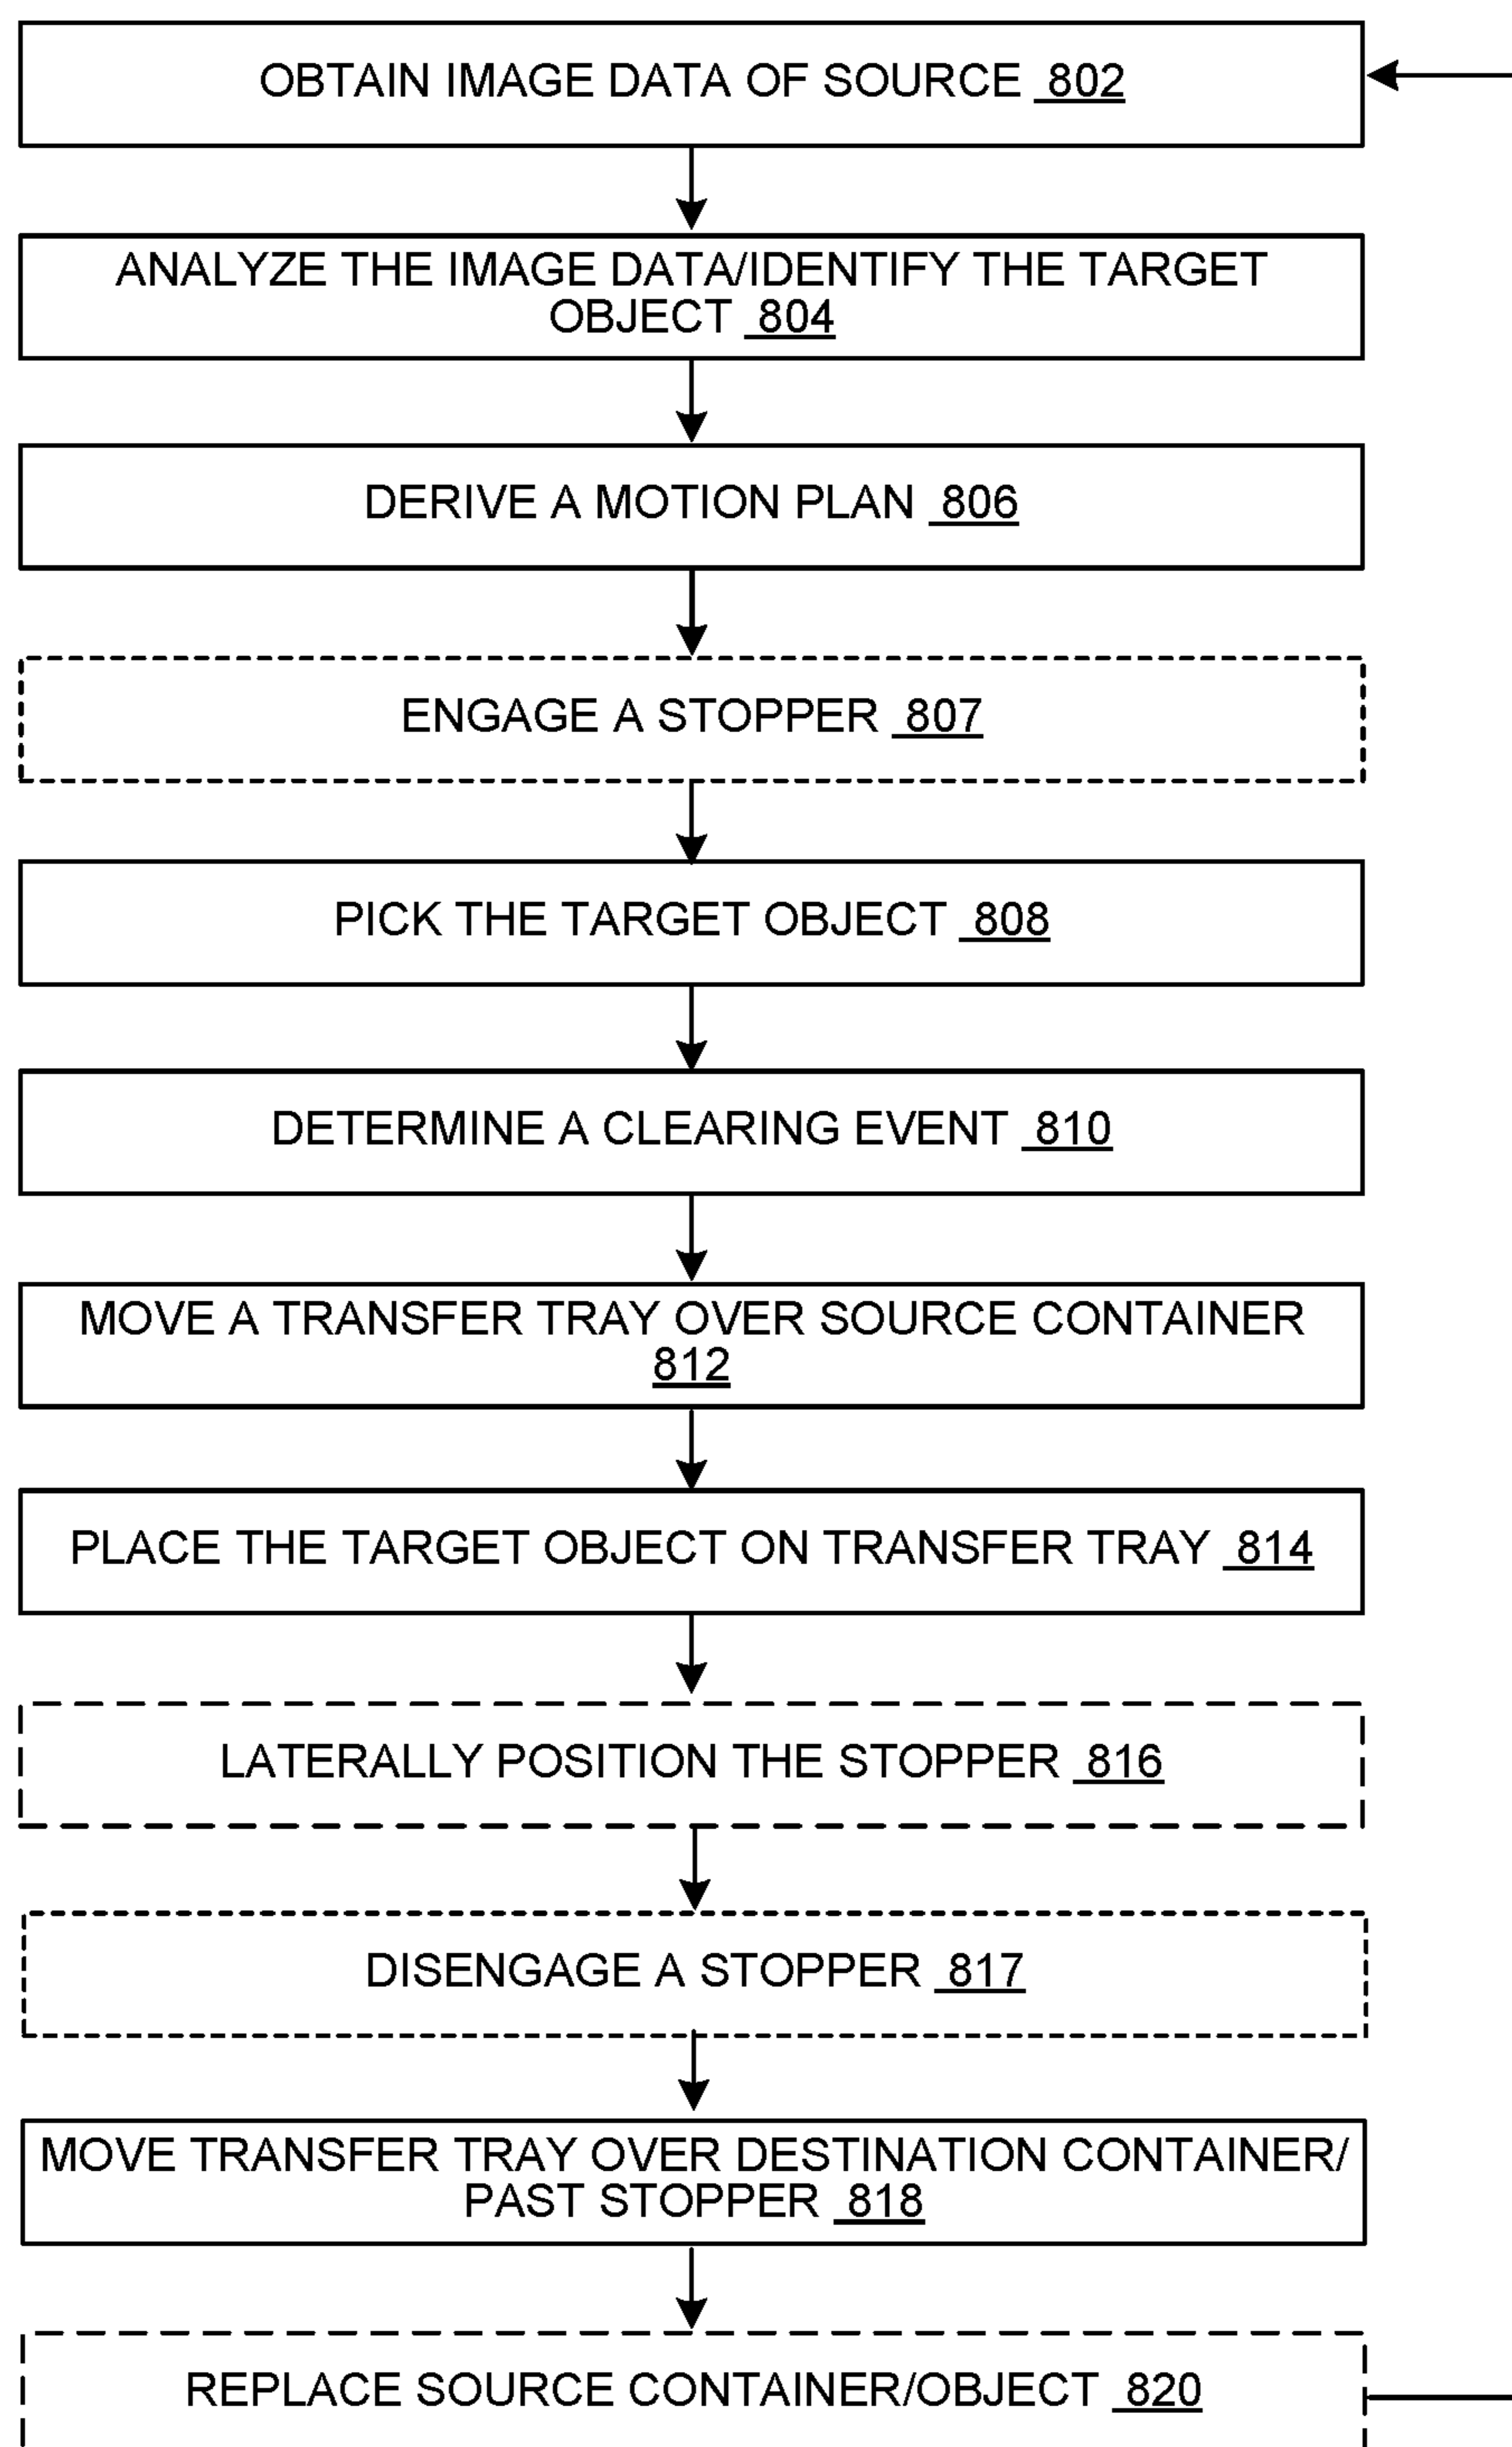 OBTAIN IMAGE DATA OF SOURCE 802
ANALYZE THE IMAGE DATA/IDENTIFY THE TARGET
OBJECT 804
DERIVE A MOTION PLAN 806
ENGAGE A STOPPER 807
PICK THE TARGET OBJECT 808
DETERMINE A CLEARING EVENT 810
MOVE A TRANSFER TRAY OVER SOURCE CONTAINER
812
PLACE THE TARGET OBJECT ON TRANSFER TRAY 814
LATERALLY POSITION THE STOPPER 816
DISENGAGE A STOPPER 817
MOVE TRANSFER TRAY OVER DESTINATION CONTAINER/
PAST STOPPER 818
REPLACE SOURCE CONTAINER/OBJECT 820